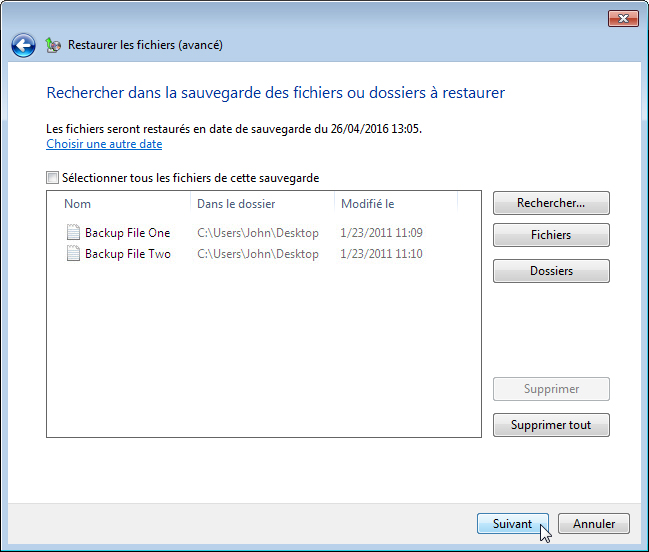 Restaurer les fichiers (avancé)
Rechercher dans la sauvegarde des fichiers ou dossiers à restaurer
Les fichiers seront restaurés en date de sauvegarde du 26/04/2016 13:05.
Choisir une autre date
Sélectionner tous les fichiers de cette sauvegarde
Nom Dans le dossier Modifié le
Backup File One C:\Users\John\Desktop 1/23/2011 11:09
Backup File Two C:\Users\John\Desktop 1/23/2011 11:10
Rechercher...
Fichiers
Dossiers
Supprimer
Supprimer tout
Suivant Annuler